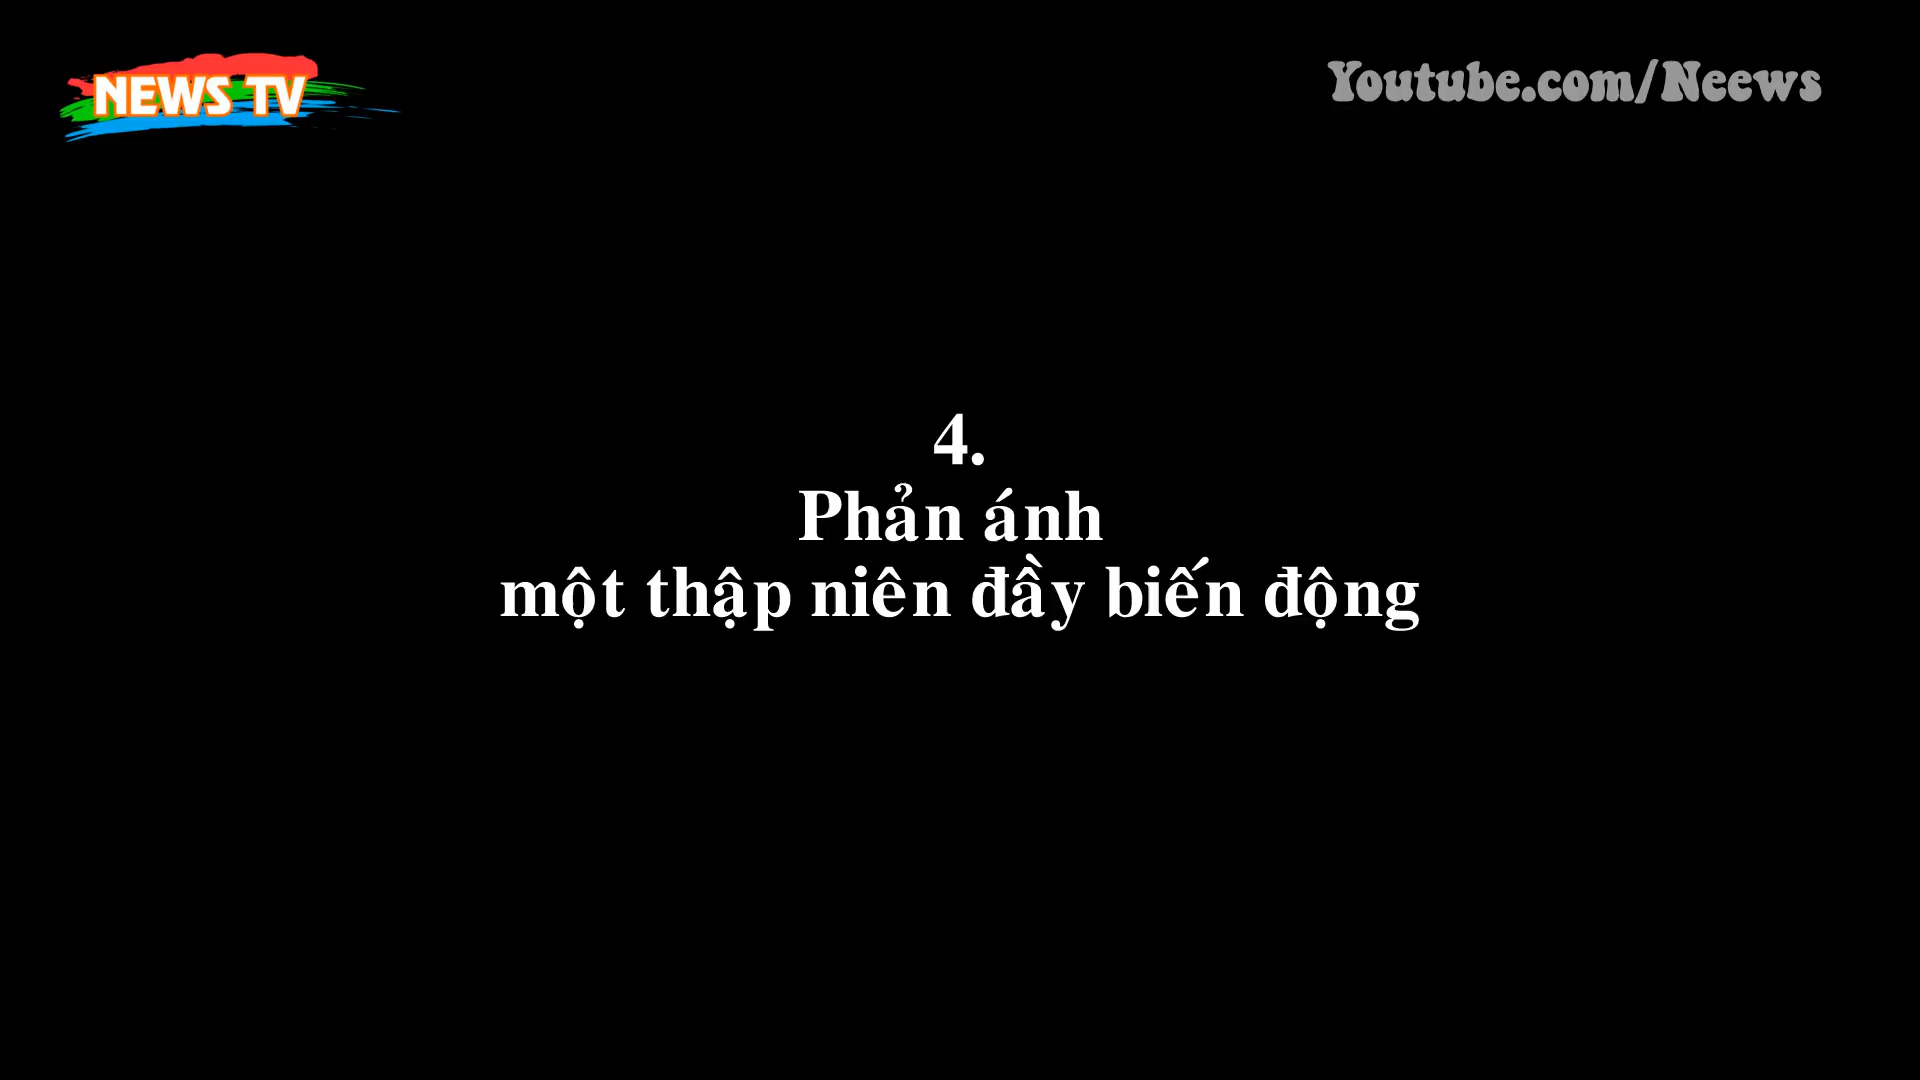 NEWS TV
Youtube.com/Neews
4.
Phản ánh
một thập niên đầy biến động